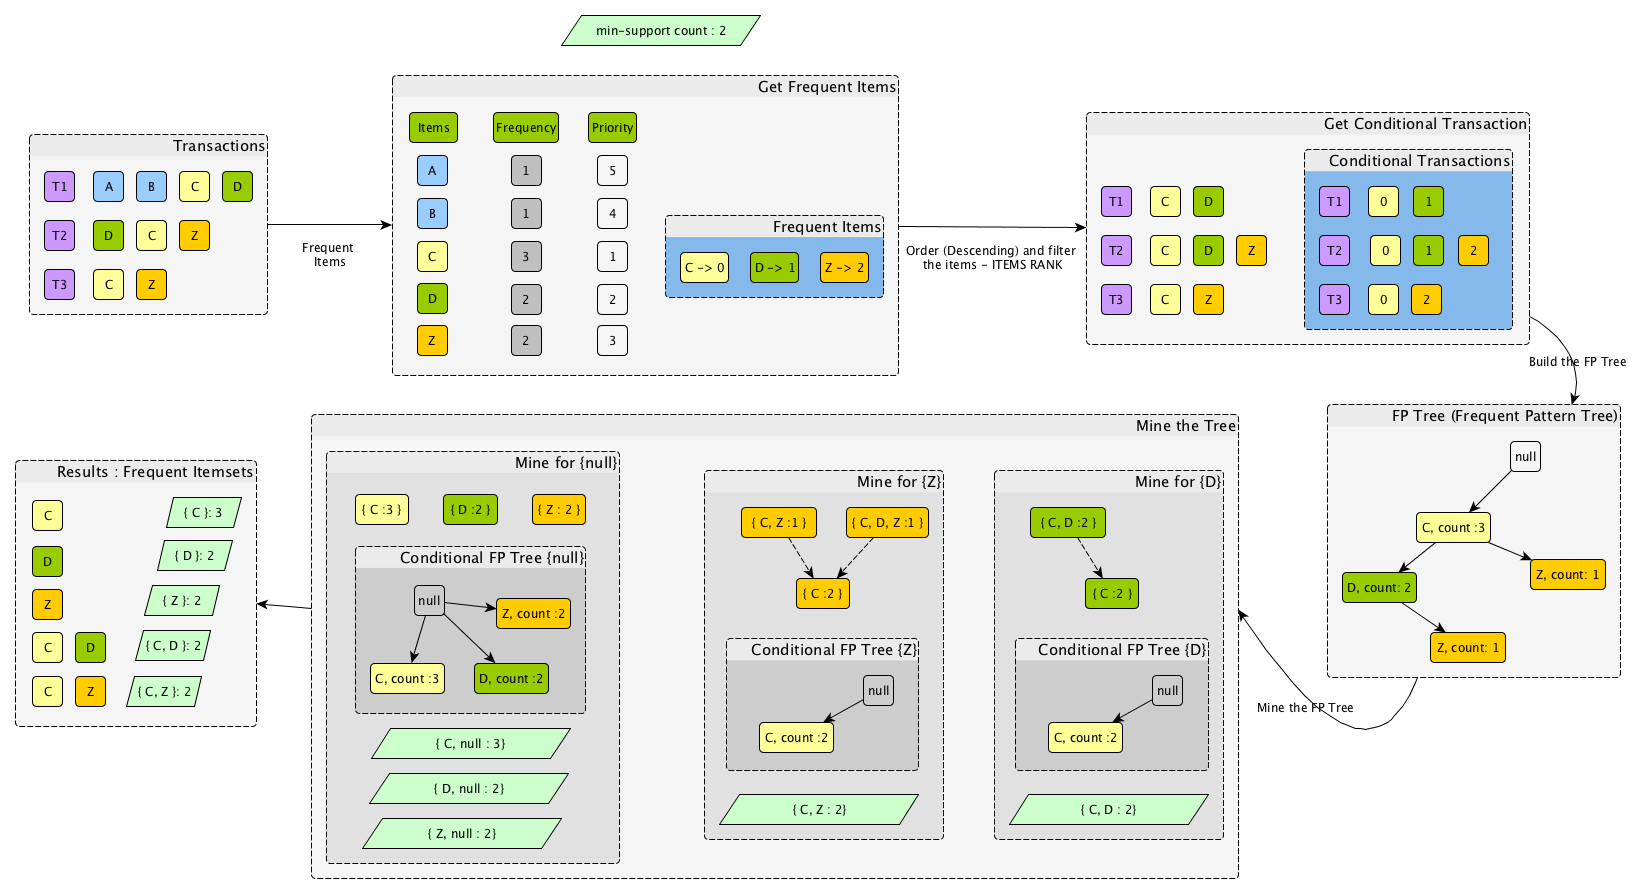 min-support count : 2
Transactions
T1 A B C D
T2 D C Z
T3 C Z
Frequent
Items
Get Frequent Items
Items Frequency Priority
A 1 5
B 1 4
C 3 1
D 2 2
Z 2 3
Frequent Items
C -> 0 D -> 1 Z -> 2
Order (Descending) and filter
the items - ITEMS RANK
Get Conditional Transaction
T1 C D
T2 C D Z
T3 C Z
Conditional Transactions
T1 0 1
T2 0 1 2
T3 0 2
Build the FP Tree
FP Tree (Frequent Pattern Tree)
null
C, count :3
D, count: 2
Z, count: 1
Z, count: 1
Mine the FP Tree
Mine the Tree
Mine for {null}
{ C :3 } { D :2 } { Z : 2 }
Conditional FP Tree {null}
null
Z, count :2
C, count :3
D, count :2
{ C, null : 3}
{ D, null : 2}
{ Z, null : 2}
Mine for {Z}
{ C, Z :1 } { C, D, Z :1 }
{ C :2 }
Conditional FP Tree {Z}
null
C, count :2
{ C, Z : 2}
Mine for {D}
{ C, D :2 }
{ C :2 }
Conditional FP Tree {D}
null
C, count :2
{ C, D : 2}
Results : Frequent Itemsets
C { C }: 3
D { D }: 2
Z { Z }: 2
C D { C, D }: 2
C Z { C, Z }: 2